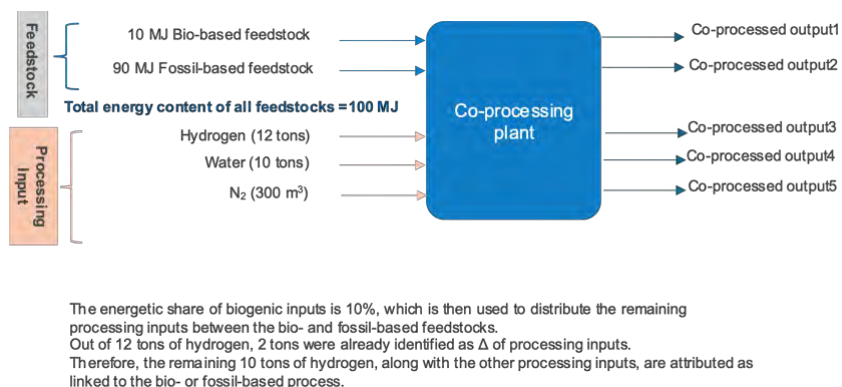 Feedstock
10 MJ Bio-based feedstock
90 MJ Fossil-based feedstock
Total energy content of all feedstocks =100 MJ
Processing
Input
Hydrogen (12 tons)
Water (10 tons)
N₂ (300 m³)
Co-processing
plant
Co-processed output1
Co-processed output2
Co-processed output3
Co-processed output4
Co-processed output5
The energetic share of biogenic inputs is 10%, which is then used to distribute the remaining
processing inputs between the bio- and fossil-based feedstocks.
Out of 12 tons of hydrogen, 2 tons were already identified as Δ of processing inputs.
Therefore, the remaining 10 tons of hydrogen, along with the other processing inputs, are attributed as
linked to the bio- or fossil-based process.